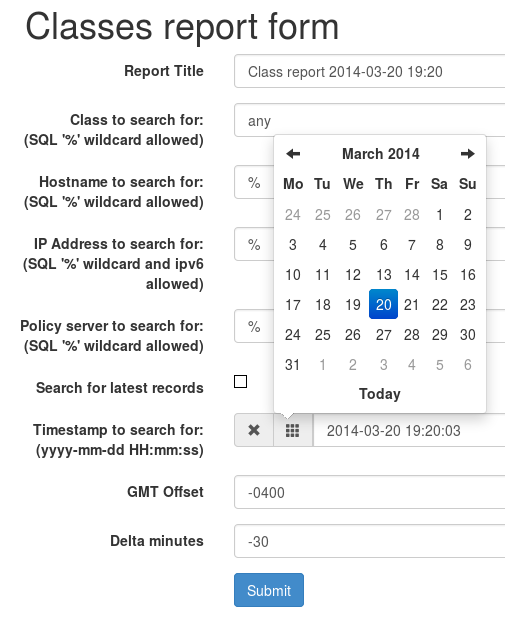 Classes report form
Report Title
Class report 2014-03-20 19:20
Class to search for:
(SQL '%' wildcard allowed)
any
Hostname to search for:
(SQL '%' wildcard allowed)
%
IP Address to search for:
(SQL '%' wildcard and ipv6
allowed)
%
Policy server to search for:
(SQL '%' wildcard allowed)
%
March 2014
Mo Tu We Th Fr Sa Su
24 25 26 27 28 1 2
3 4 5 6 7 8 9
10 11 12 13 14 15 16
17 18 19 20 21 22 23
24 25 26 27 28 29 30
31 1 2 3 4 5 6
Today
Search for latest records
Timestamp to search for:
(yyyy-mm-dd HH:mm:ss)
2014-03-20 19:20:03
GMT Offset
-0400
Delta minutes
-30
Submit